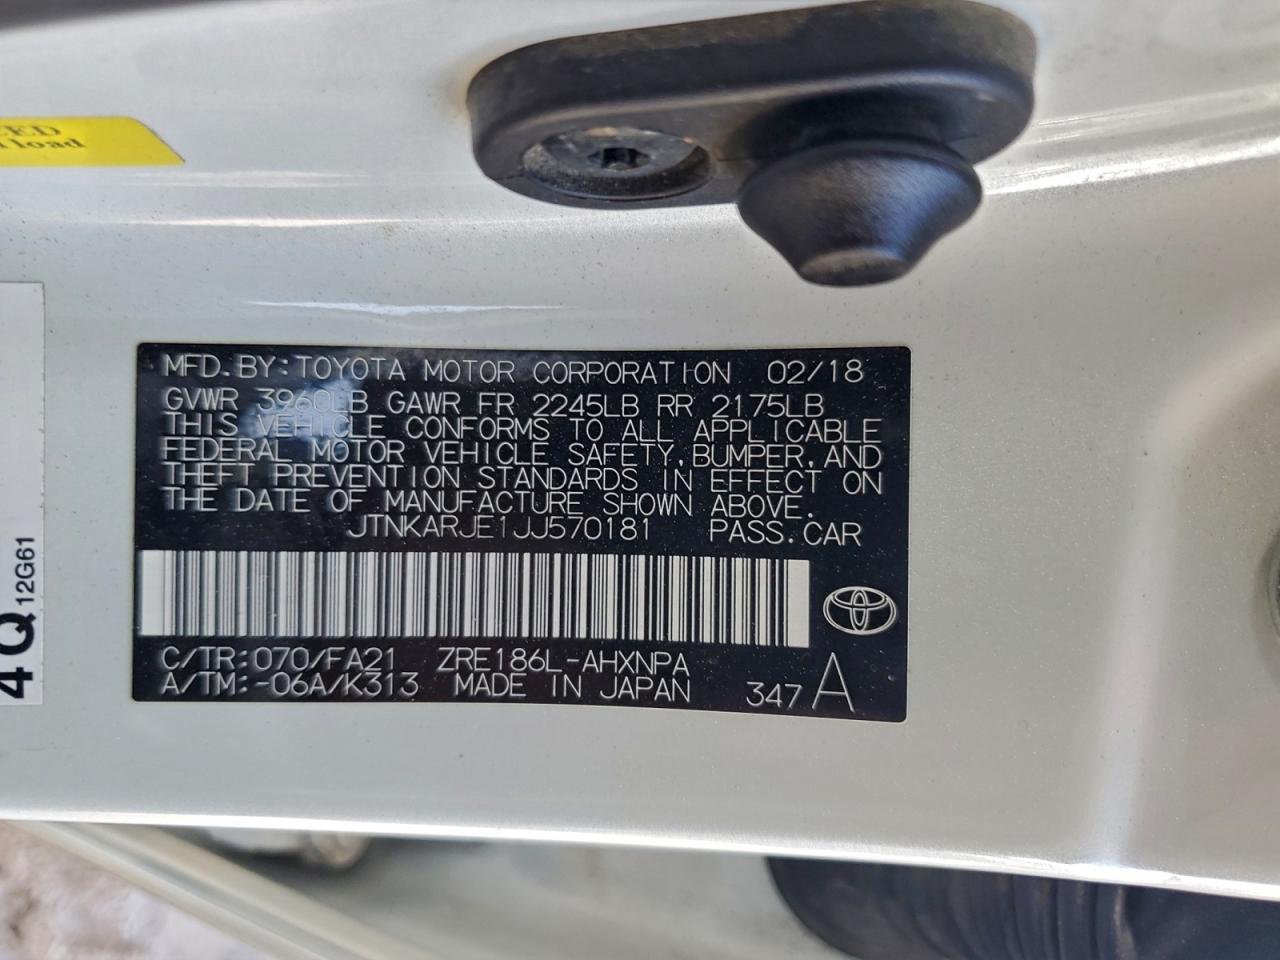 EED
load
MFD.BY:TOYOTA MOTOR CORPORATION 02/18
GVWR 3960LB GAWR FR 2245LB RR 2175LB
THIS VEHICLE CONFORMS TO ALL APPLICABLE
FEDERAL MOTOR VEHICLE SAFETY,BUMPER,AND
THEFT PREVENTION STANDARDS IN EFFECT ON
THE DATE OF MANUFACTURE SHOWN ABOVE.
JTNKARJE1JJ570181 PASS.CAR
C/TR:070/FA21 ZRE186L-AHXNPA
A/TM:-06A/K313 MADE IN JAPAN 347 A
4Q 12G61